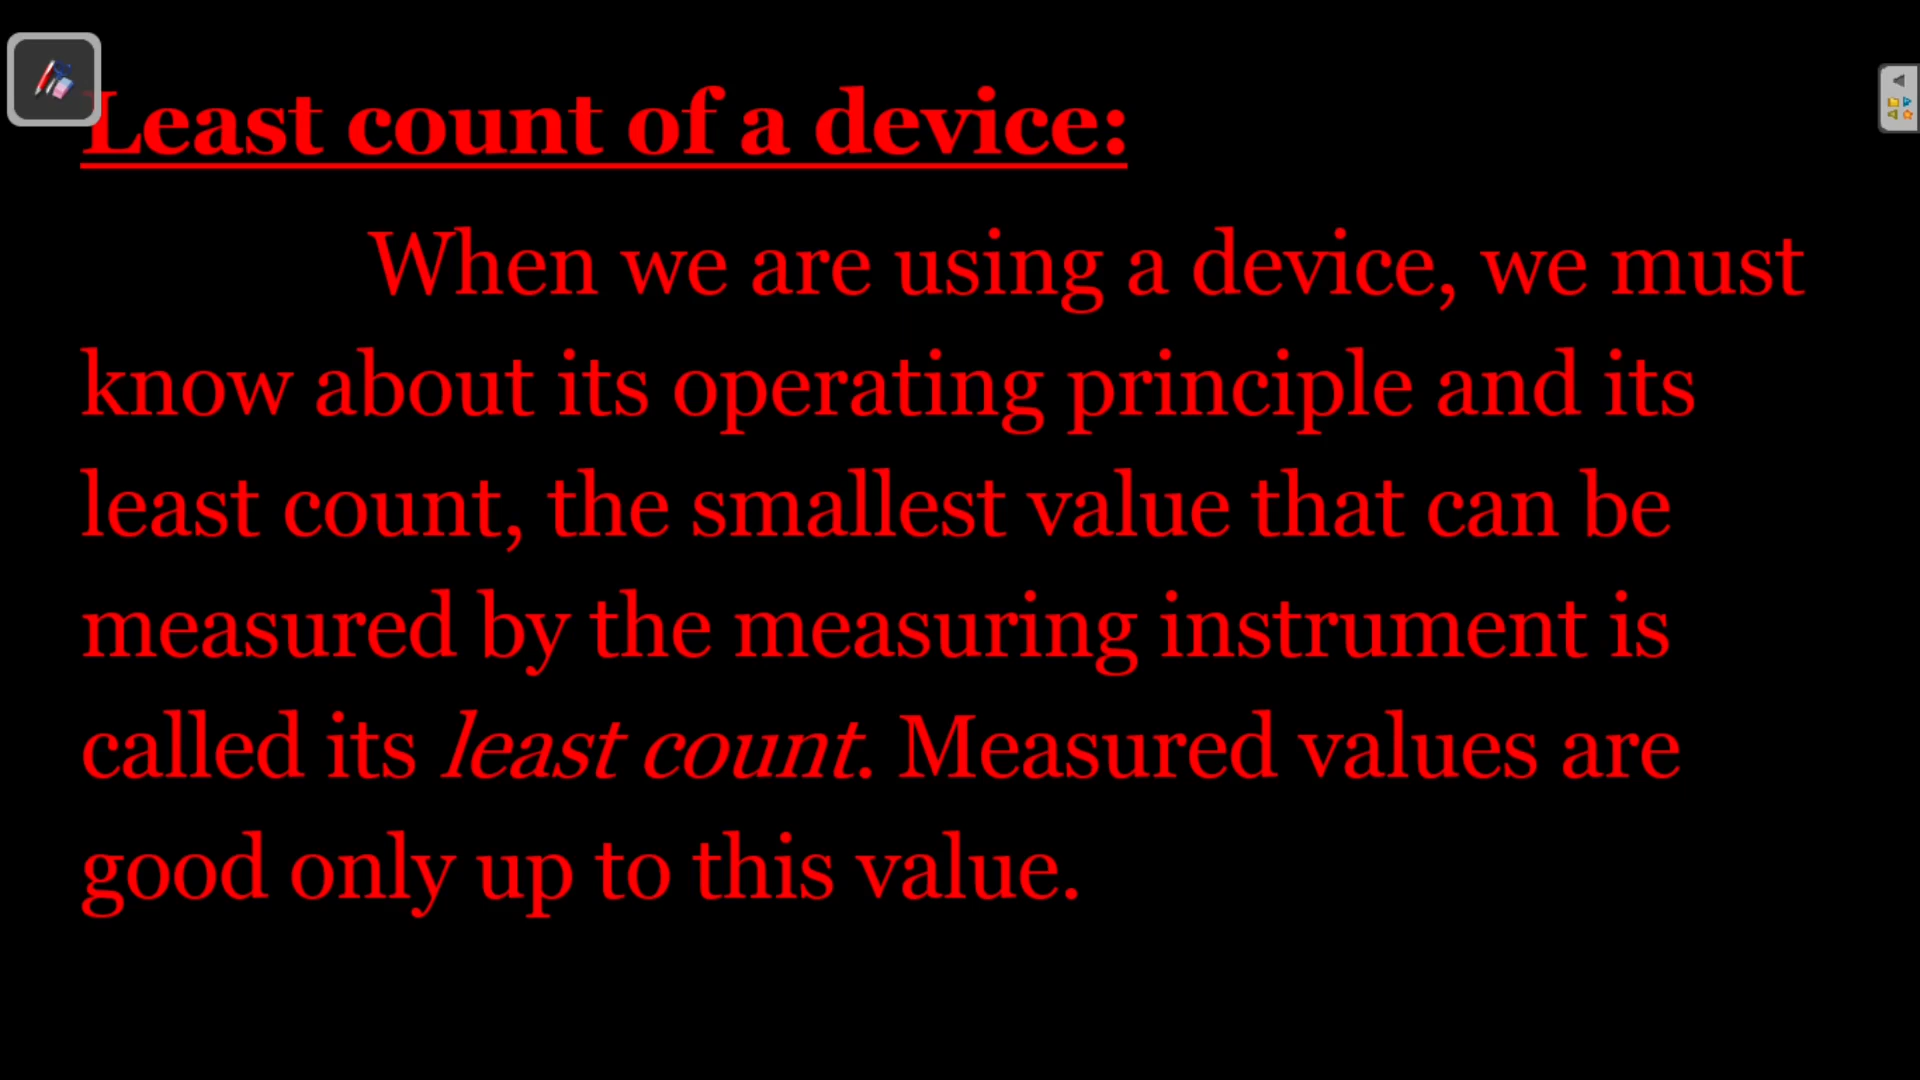 Least count of a device:
When we are using a device, we must
know about its operating principle and its
least count, the smallest value that can be
measured by the measuring instrument is
called its least count. Measured values are
good only up to this value.